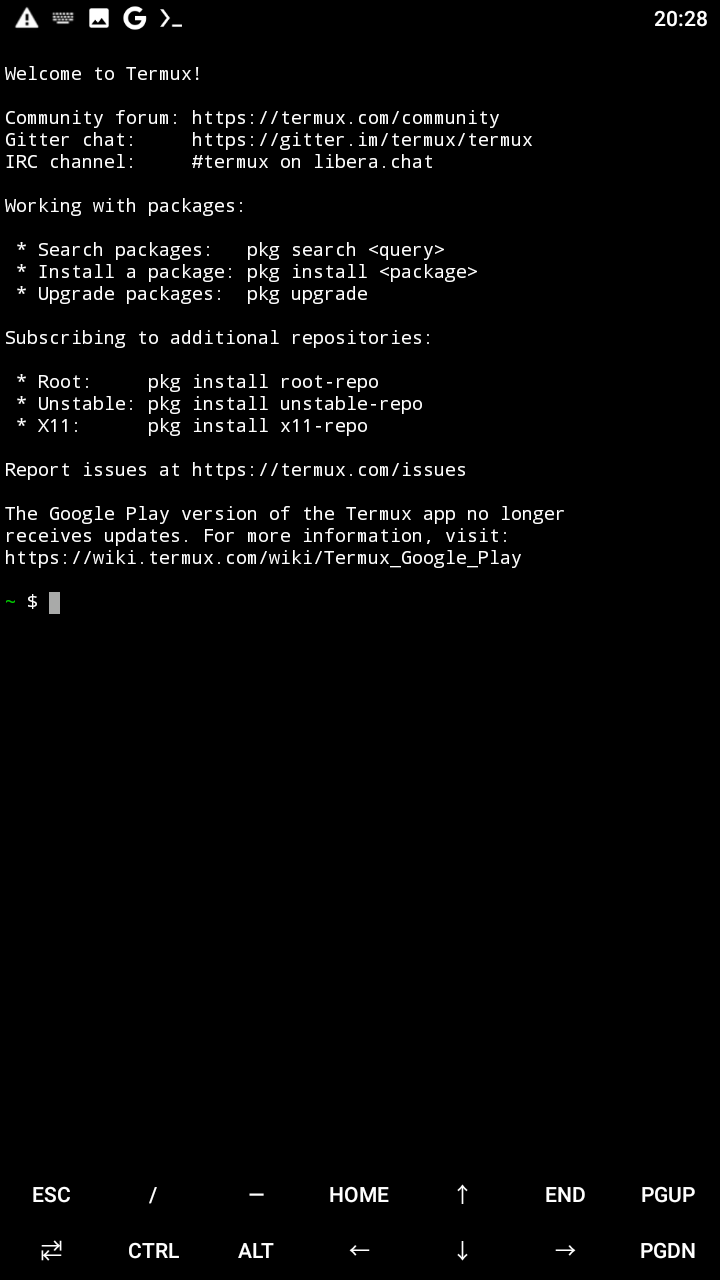 20:28
Welcome to Termux!
Community forum: https://termux.com/community
Gitter chat:     https://gitter.im/termux/termux
IRC channel:     #termux on libera.chat
Working with packages:
* Search packages:   pkg search <query>
* Install a package: pkg install <package>
* Upgrade packages:  pkg upgrade
Subscribing to additional repositories:
* Root:     pkg install root-repo
* Unstable: pkg install unstable-repo
* X11:      pkg install x11-repo
Report issues at https://termux.com/issues
The Google Play version of the Termux app no longer
receives updates. For more information, visit:
https://wiki.termux.com/wiki/Termux_Google_Play
~ $
ESC / — HOME ↑ END PGUP
⇄ CTRL ALT ← ↓ → PGDN